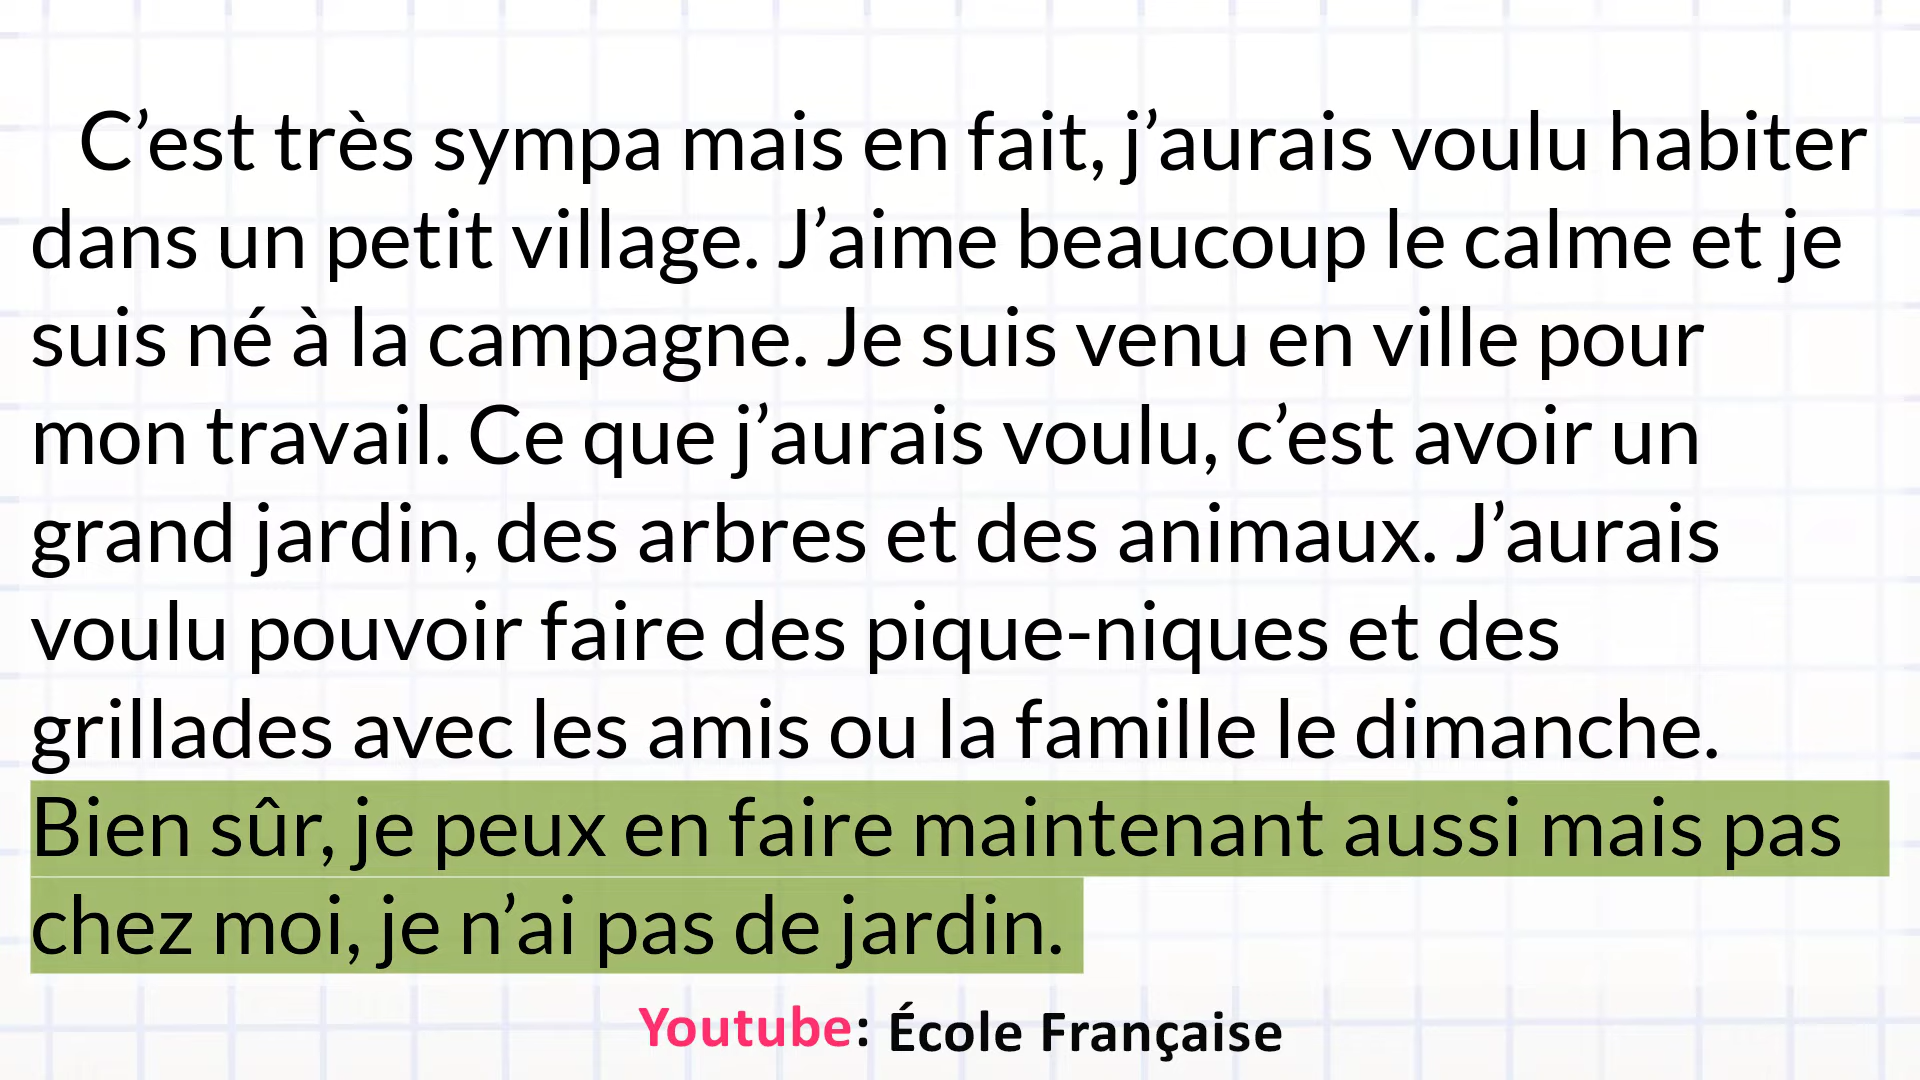 C’est très sympa mais en fait, j’aurais voulu habiter
dans un petit village. J’aime beaucoup le calme et je
suis né à la campagne. Je suis venu en ville pour
mon travail. Ce que j’aurais voulu, c’est avoir un
grand jardin, des arbres et des animaux. J’aurais
voulu pouvoir faire des pique-niques et des
grillades avec les amis ou la famille le dimanche.
Bien sûr, je peux en faire maintenant aussi mais pas
chez moi, je n’ai pas de jardin.
Youtube: École Française